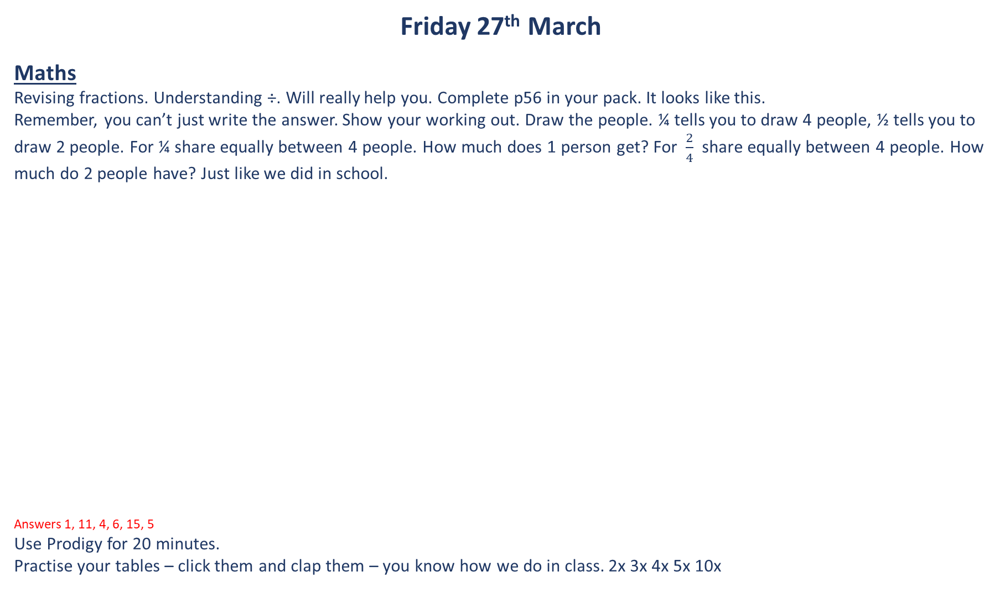 Friday 27th March
Maths
Revising fractions. Understanding ÷. Will really help you. Complete p56 in your pack. It looks like this.
Remember, you can’t just write the answer. Show your working out. Draw the people. ¼ tells you to draw 4 people, ½ tells you to
draw 2 people. For ¼ share equally between 4 people. How much does 1 person get? For 2/4 share equally between 4 people. How
much do 2 people have? Just like we did in school.
Answers 1, 11, 4, 6, 15, 5
Use Prodigy for 20 minutes.
Practise your tables – click them and clap them – you know how we do in class. 2x 3x 4x 5x 10x